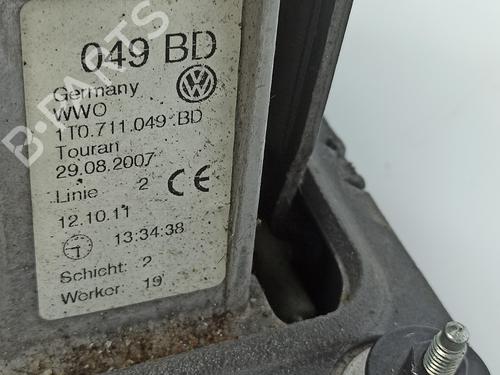 049 BD
Germany
WWO
1T0.711.049 BD
Touran
29.08.2007
Linie 2
12.10.11
13:34:38
Schicht: 2
Werker: 19
B-PARTS